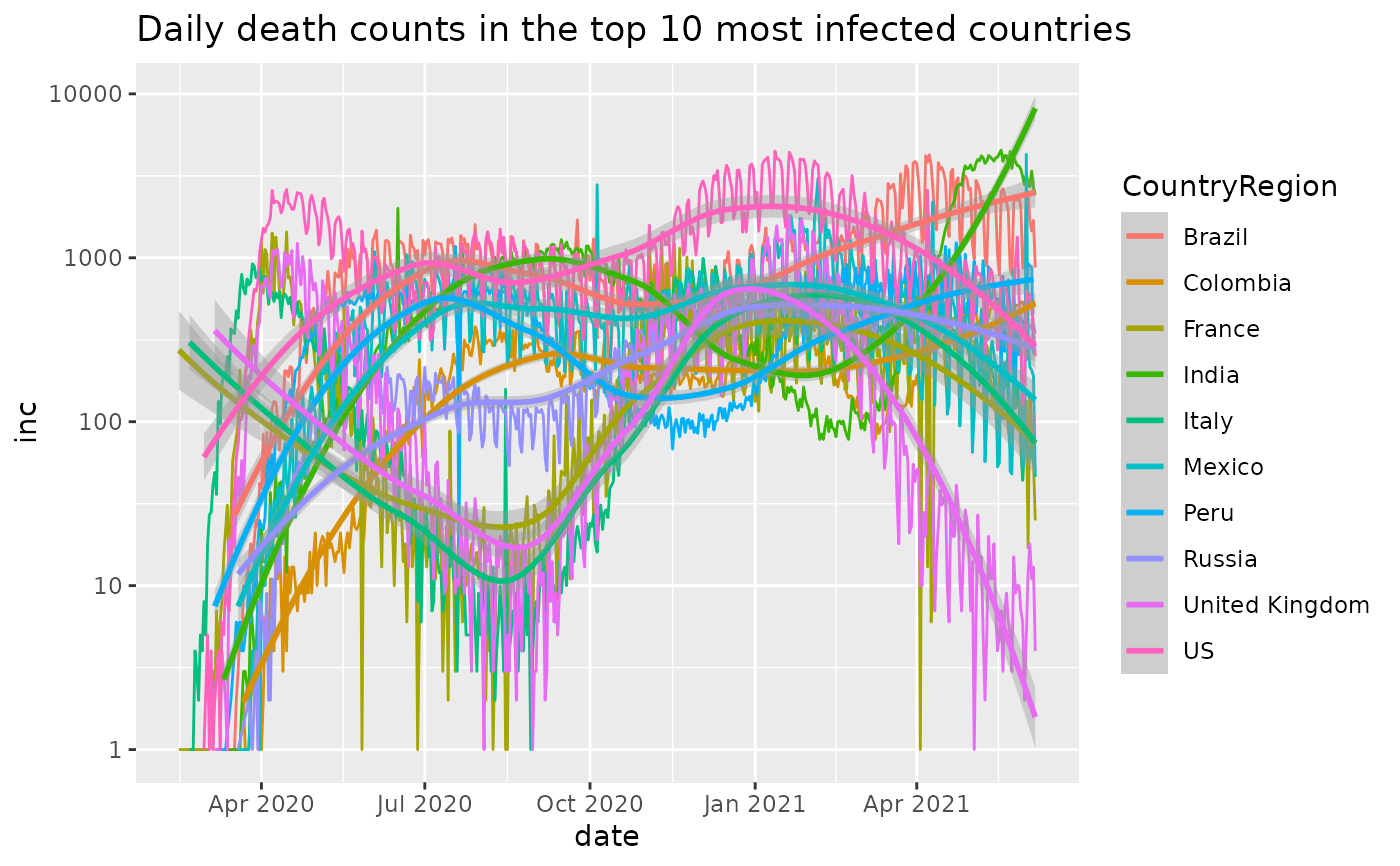 Daily death counts in the top 10 most infected countries
10000
1000
100
10
1
inc
Apr 2020
Jul 2020
Oct 2020
Jan 2021
Apr 2021
date
CountryRegion
Brazil
Colombia
France
India
Italy
Mexico
Peru
Russia
United Kingdom
US